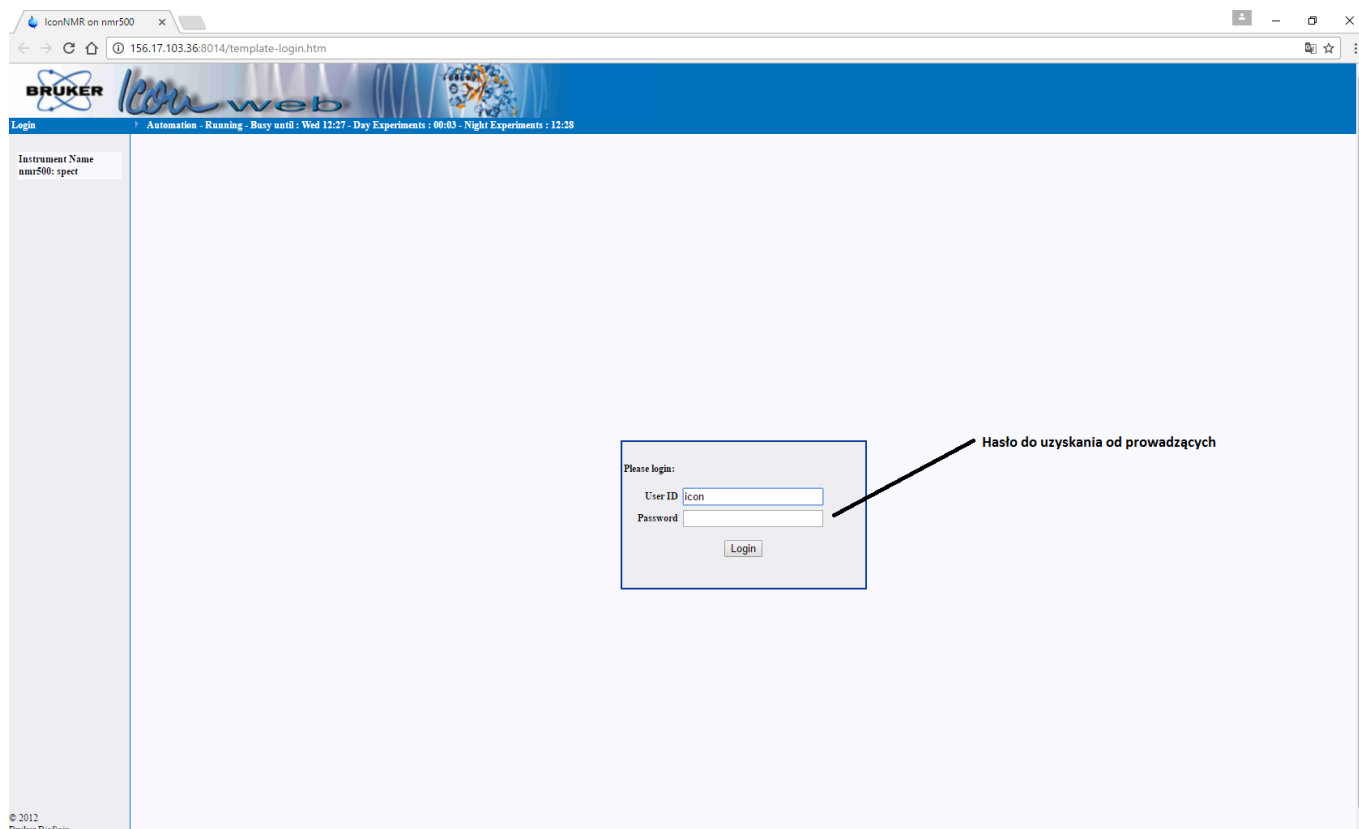 IconNMR on nmr500
156.17.103.36:8014/template-login.htm
BRUKER
Icon web
Login
Automation - Running - Busy until : Wed 12:27 - Day Experiments : 00:03 - Night Experiments : 12:28
Instrument Name
nmr500: spect
Hasło do uzyskania od prowadzących
Please login:
User ID icon
Password
Login
© 2012